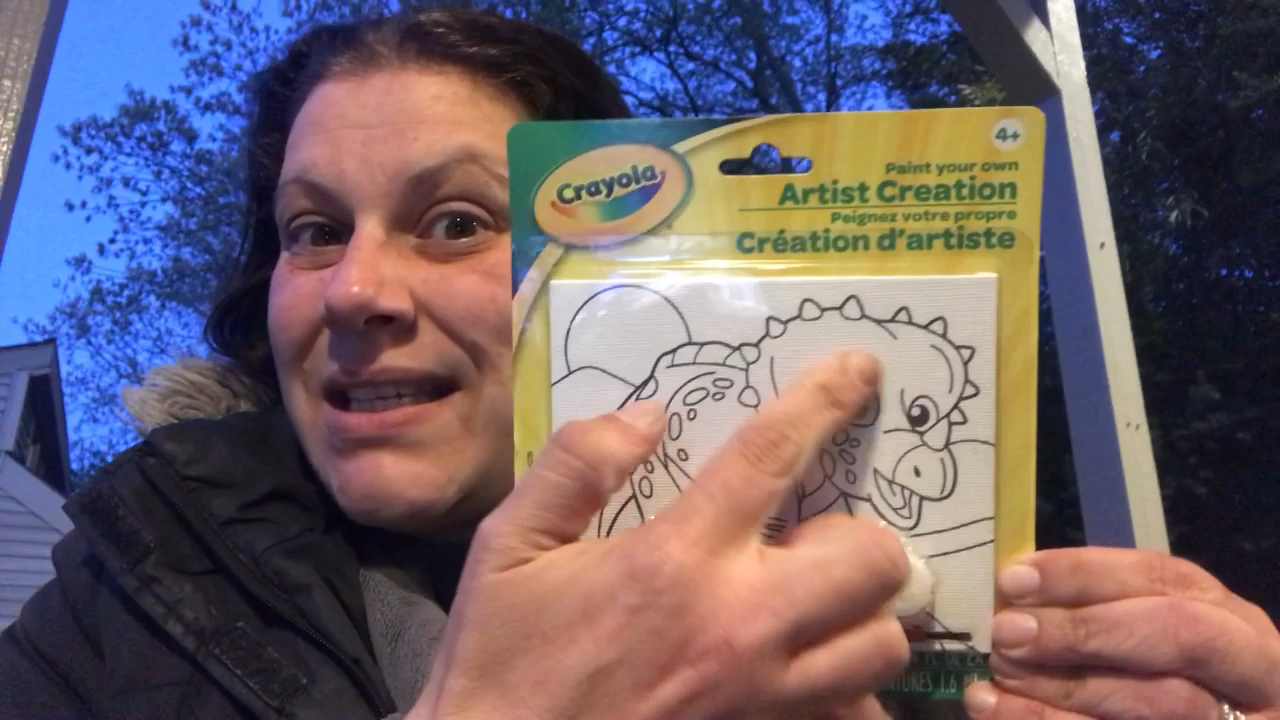 Crayola
4+
Paint your own
Artist Creation
Peignez votre propre
Création d'artiste